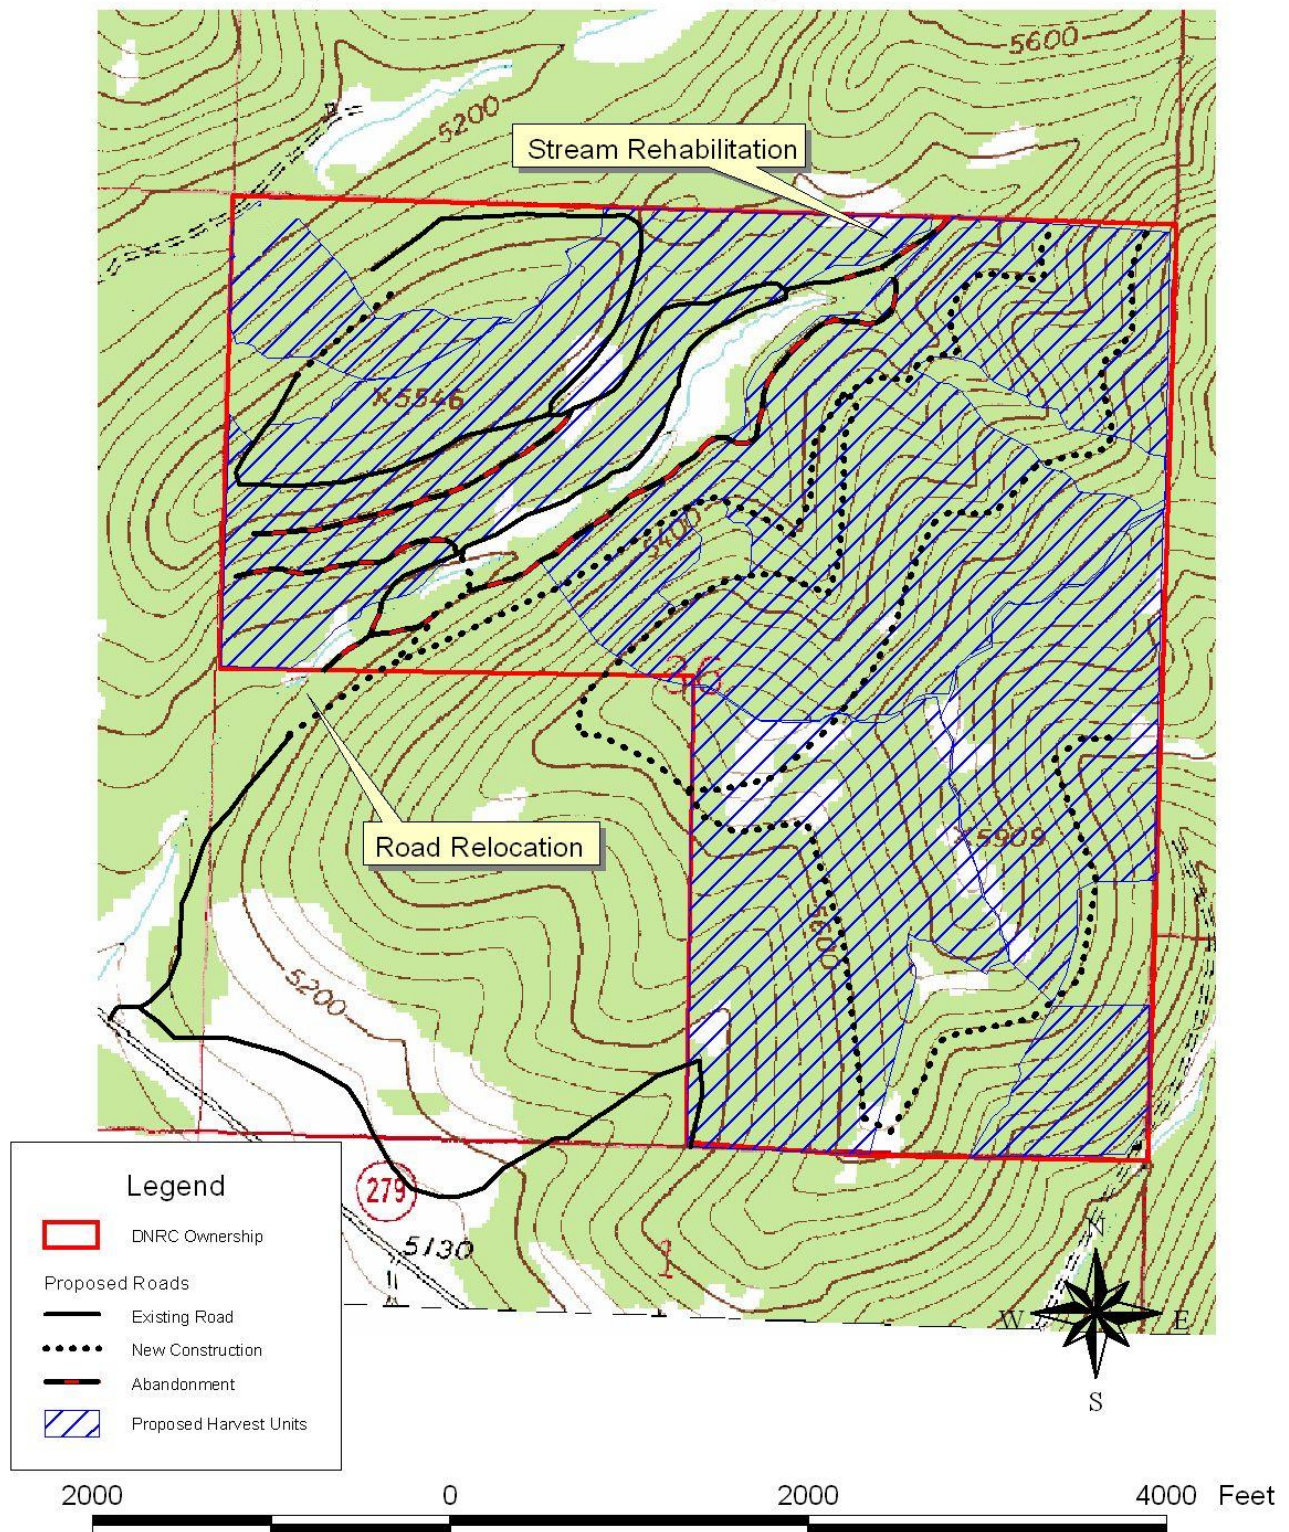 5600
5200
Stream Rehabilitation
×5546
5400
36
Road Relocation
×5909
5600
5200
Legend
DNRC Ownership
Proposed Roads
Existing Road
New Construction
Abandonment
Proposed Harvest Units
279
5130
1
N
W
E
S
2000 0 2000 4000 Feet